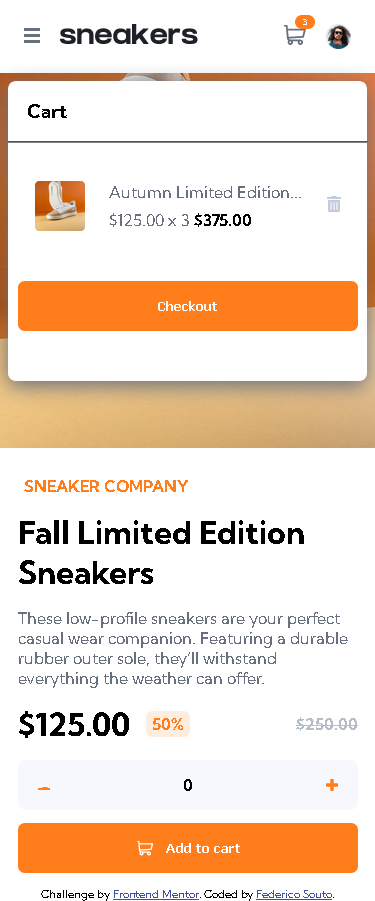 sneakers
3
Cart
Autumn Limited Edition...
$125.00 x 3 $375.00
Checkout
SNEAKER COMPANY
Fall Limited Edition
Sneakers
These low-profile sneakers are your perfect
casual wear companion. Featuring a durable
rubber outer sole, they’ll withstand
everything the weather can offer.
$125.00 50% $250.00
0
Add to cart
Challenge by Frontend Mentor. Coded by Federico Souto.